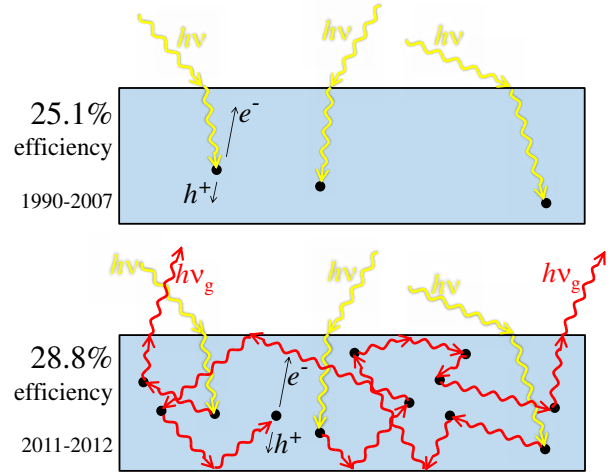 hν hν hν
25.1%
efficiency
e-
h+
1990-2007
hν hνg hν hν hνg
28.8%
efficiency
e-
h+
2011-2012